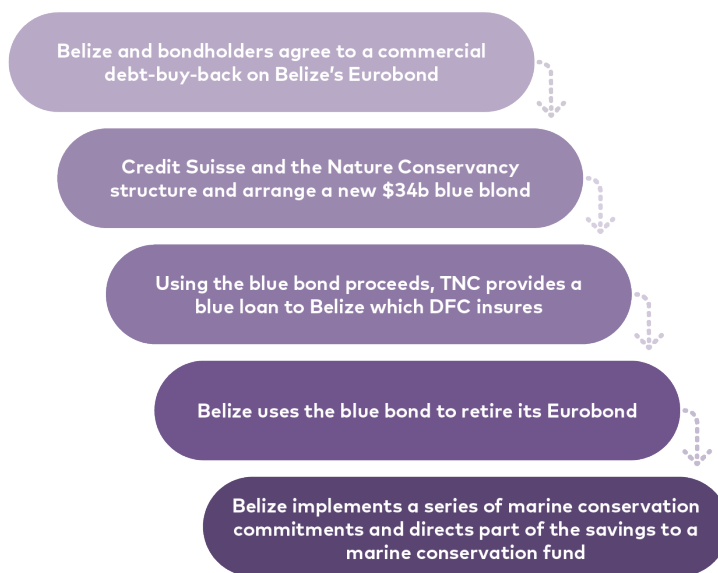 Belize and bondholders agree to a commercial
debt-buy-back on Belize's Eurobond
Credit Suisse and the Nature Conservancy
structure and arrange a new $34b blue blond
Using the blue bond proceeds, TNC provides a
blue loan to Belize which DFC insures
Belize uses the blue bond to retire its Eurobond
Belize implements a series of marine conservation
commitments and directs part of the savings to a
marine conservation fund